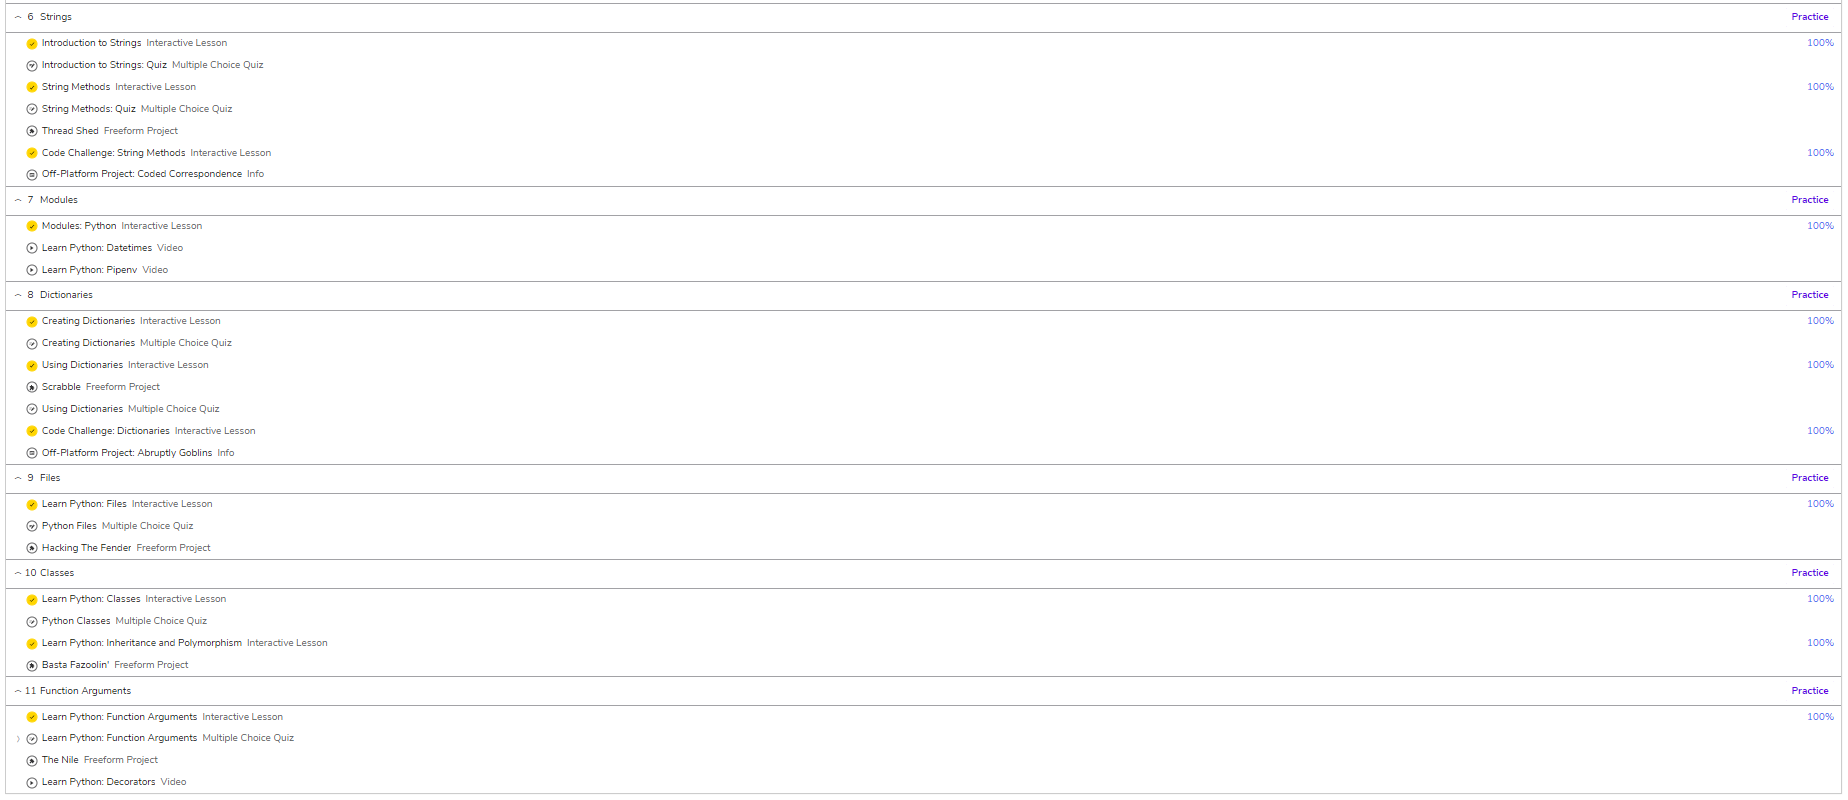 6 Strings Practice
Introduction to Strings Interactive Lesson 100%
Introduction to Strings: Quiz Multiple Choice Quiz
String Methods Interactive Lesson 100%
String Methods: Quiz Multiple Choice Quiz
Thread Shed Freeform Project
Code Challenge: String Methods Interactive Lesson 100%
Off-Platform Project: Coded Correspondence Info
7 Modules Practice
Modules: Python Interactive Lesson 100%
Learn Python: Datetimes Video
Learn Python: Pipenv Video
8 Dictionaries Practice
Creating Dictionaries Interactive Lesson 100%
Creating Dictionaries Multiple Choice Quiz
Using Dictionaries Interactive Lesson 100%
Scrabble Freeform Project
Using Dictionaries Multiple Choice Quiz
Code Challenge: Dictionaries Interactive Lesson 100%
Off-Platform Project: Abruptly Goblins Info
9 Files Practice
Learn Python: Files Interactive Lesson 100%
Python Files Multiple Choice Quiz
Hacking The Fender Freeform Project
10 Classes Practice
Learn Python: Classes Interactive Lesson 100%
Python Classes Multiple Choice Quiz
Learn Python: Inheritance and Polymorphism Interactive Lesson 100%
Basta Fazoolin' Freeform Project
11 Function Arguments Practice
Learn Python: Function Arguments Interactive Lesson 100%
Learn Python: Function Arguments Multiple Choice Quiz
The Nile Freeform Project
Learn Python: Decorators Video